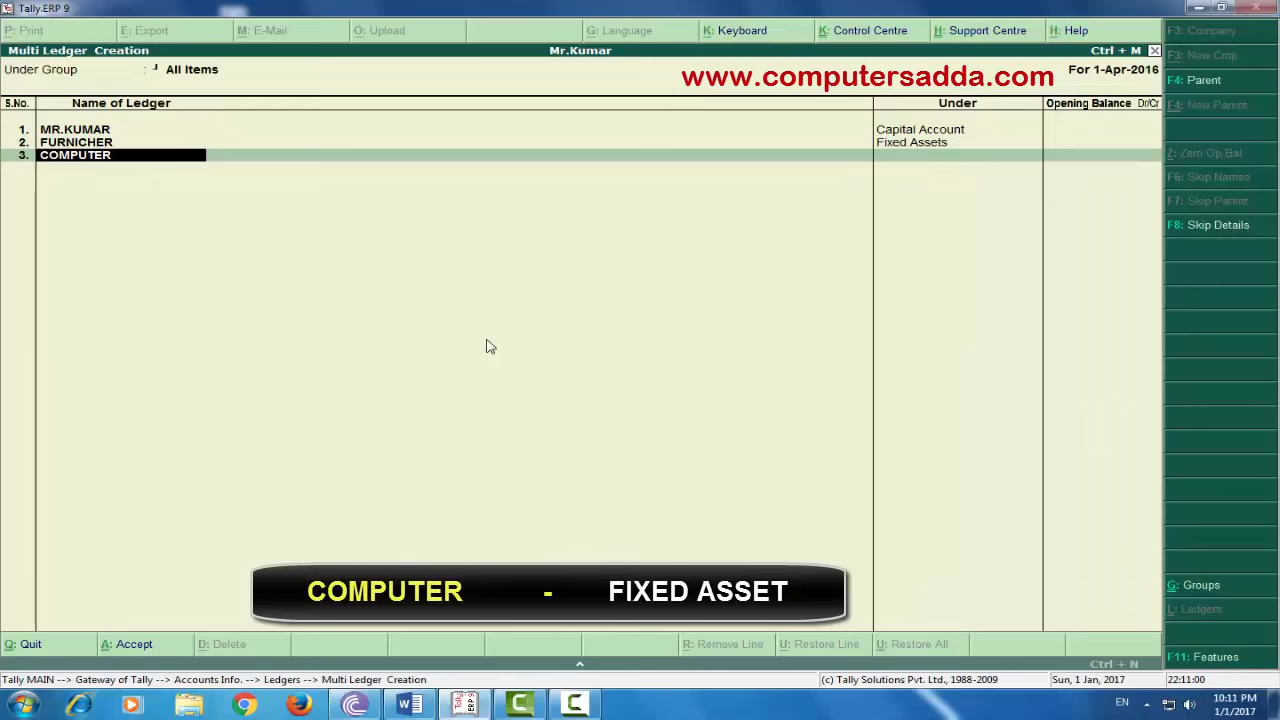 Tally.ERP 9
P: Print E: Export M: E-Mail O: Upload G: Language K: Keyboard K: Control Centre H: Support Centre H: Help
Multi Ledger Creation Mr.Kumar Ctrl + M
Under Group : ┘ All Items www.computersadda.com For 1-Apr-2016
S.No. Name of Ledger Under Opening Balance Dr/Cr
1. MR.KUMAR Capital Account
2. FURNICHER Fixed Assets
3. COMPUTER
F3: Company
F3: New Cmp
F4: Parent
F4: New Parent
Z: Zero Op Bal
F6: Skip Names
F7: Skip Parent
F8: Skip Details
G: Groups
L: Ledgers
F11: Features
COMPUTER - FIXED ASSET
Q: Quit A: Accept D: Delete R: Remove Line U: Restore Line U: Restore All
Ctrl + N
Tally MAIN --> Gateway of Tally --> Accounts Info. --> Ledgers --> Multi Ledger Creation (c) Tally Solutions Pvt. Ltd., 1988-2009 Sun, 1 Jan, 2017 22:11:00
EN 10:11 PM
1/1/2017